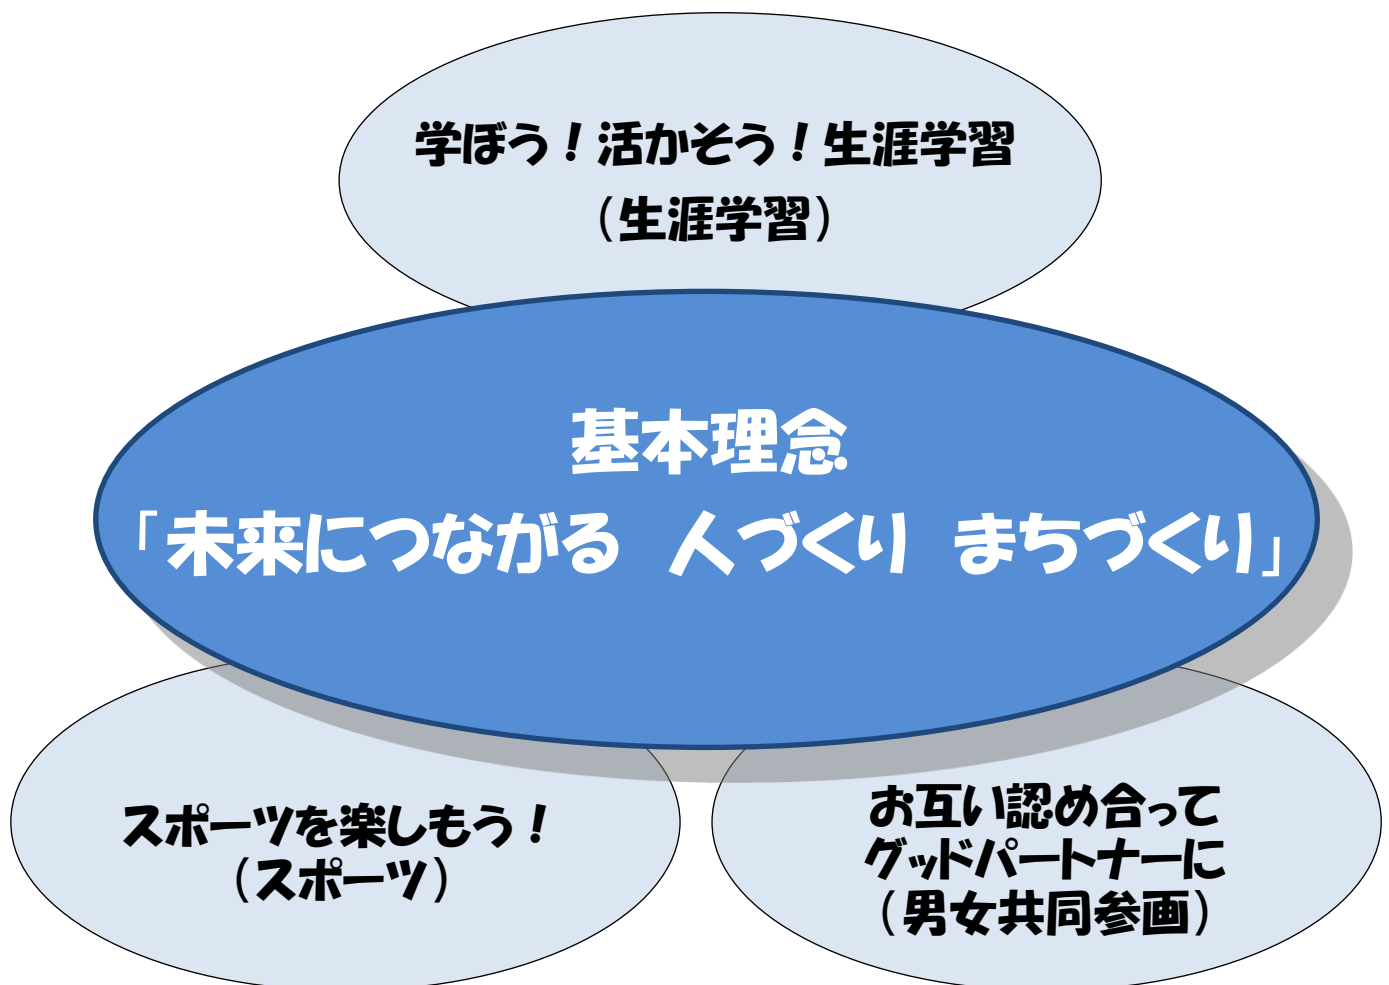 学ぼう！活かそう！生涯学習
（生涯学習）
基本理念
「未来につながる　人づくり　まちづくり」
スポーツを楽しもう！
（スポーツ）
お互い認め合って
グッドパートナーに
（男女共同参画）